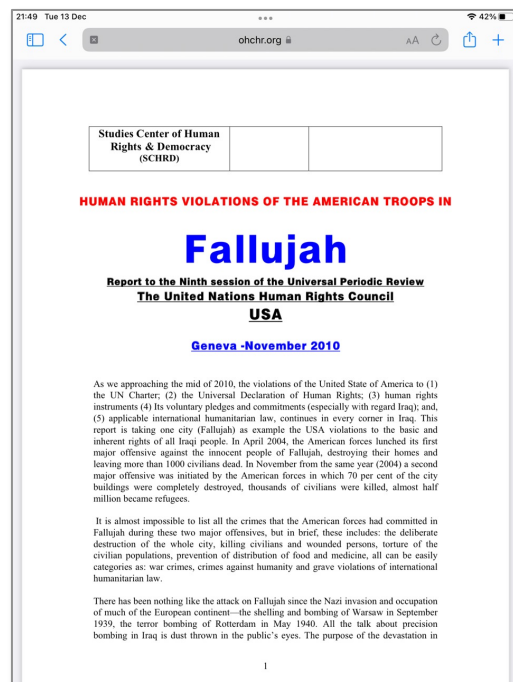 21:49 Tue 13 Dec
42%
ohchr.org
AA
Studies Center of Human
Rights & Democracy
(SCHRD)
HUMAN RIGHTS VIOLATIONS OF THE AMERICAN TROOPS IN
Fallujah
Report to the Ninth session of the Universal Periodic Review
The United Nations Human Rights Council
USA
Geneva -November 2010
As we approaching the mid of 2010, the violations of the United State of America to (1)
the UN Charter; (2) the Universal Declaration of Human Rights; (3) human rights
instruments (4) Its voluntary pledges and commitments (especially with regard Iraq); and,
(5) applicable international humanitarian law, continues in every corner in Iraq. This
report is taking one city (Fallujah) as example the USA violations to the basic and
inherent rights of all Iraqi people. In April 2004, the American forces lunched its first
major offensive against the innocent people of Fallujah, destroying their homes and
leaving more than 1000 civilians dead. In November from the same year (2004) a second
major offensive was initiated by the American forces in which 70 per cent of the city
buildings were completely destroyed, thousands of civilians were killed, almost half
million became refugees.
It is almost impossible to list all the crimes that the American forces had committed in
Fallujah during these two major offensives, but in brief, these includes: the deliberate
destruction of the whole city, killing civilians and wounded persons, torture of the
civilian populations, prevention of distribution of food and medicine, all can be easily
categories as: war crimes, crimes against humanity and grave violations of international
humanitarian law.
There has been nothing like the attack on Fallujah since the Nazi invasion and occupation
of much of the European continent—the shelling and bombing of Warsaw in September
1939, the terror bombing of Rotterdam in May 1940. All the talk about precision
bombing in Iraq is dust thrown in the public's eyes. The purpose of the devastation in
1